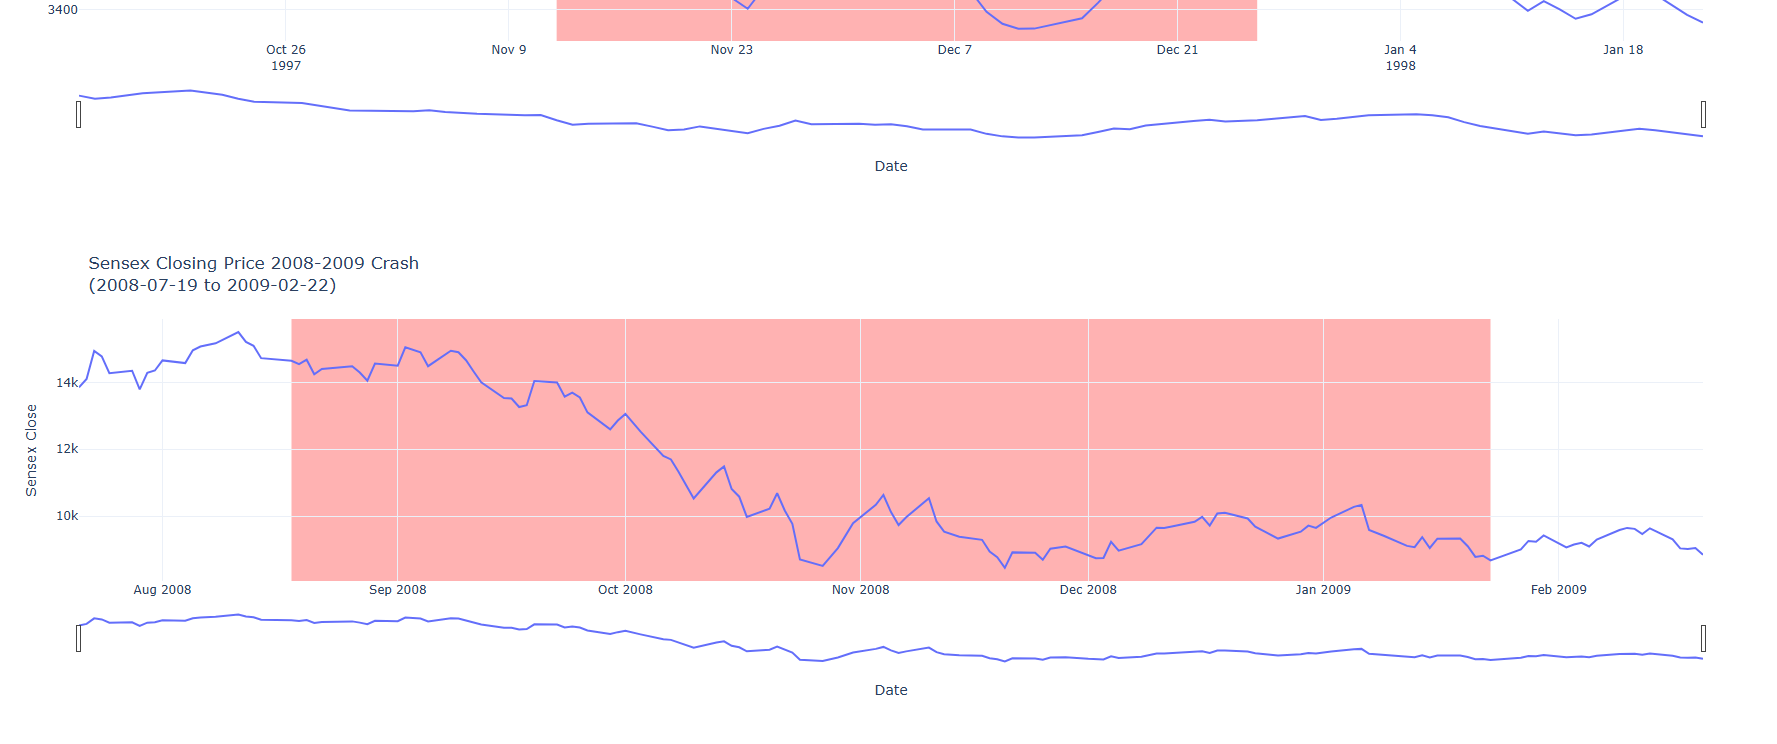 3400
Oct 26 Nov 9 Nov 23 Dec 7 Dec 21 Jan 4 Jan 18
1997 1998
Date
Sensex Closing Price 2008-2009 Crash
(2008-07-19 to 2009-02-22)
Sensex Close
14k
12k
10k
Aug 2008 Sep 2008 Oct 2008 Nov 2008 Dec 2008 Jan 2009 Feb 2009
Date